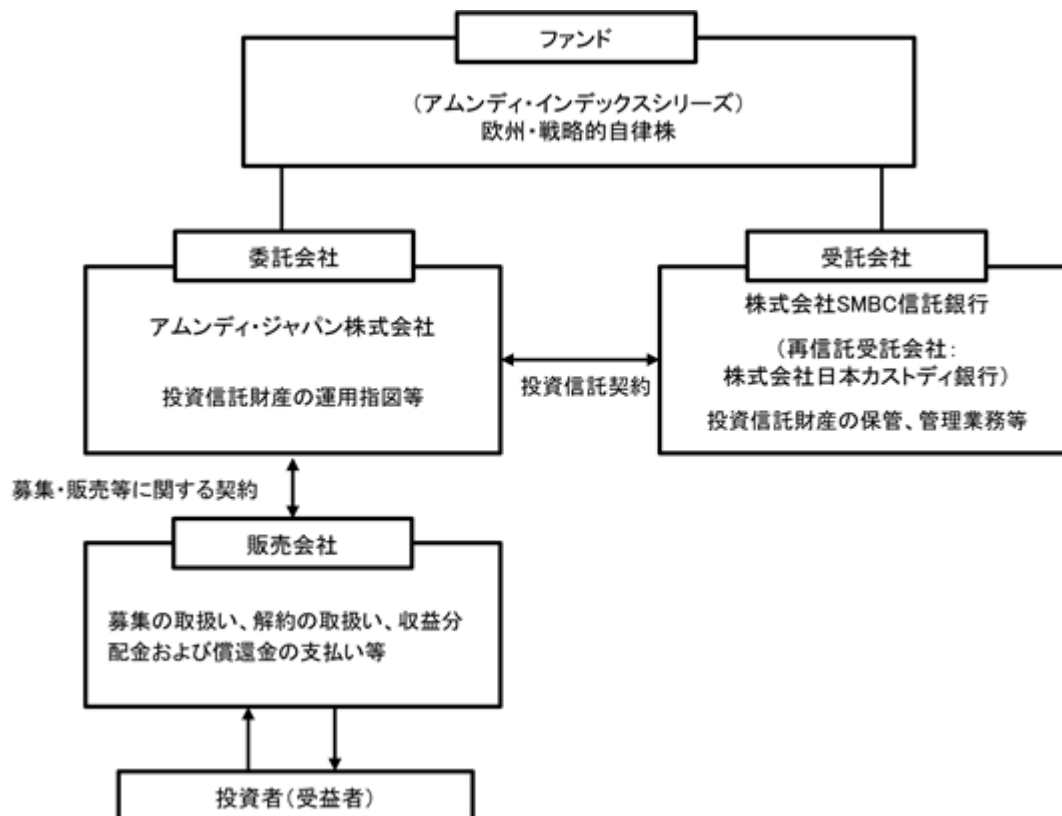 ファンド
(アムンディ・インデックスシリーズ)
欧州・戦略的自律株
委託会社
アムンディ・ジャパン株式会社
投資信託財産の運用指図等
受託会社
株式会社SMBC信託銀行
(再信託受託会社:
株式会社日本カストディ銀行)
投資信託財産の保管、管理業務等
投資信託契約
募集・販売等に関する契約
販売会社
募集の取扱い、解約の取扱い、収益分
配金および償還金の支払い等
投資者(受益者)